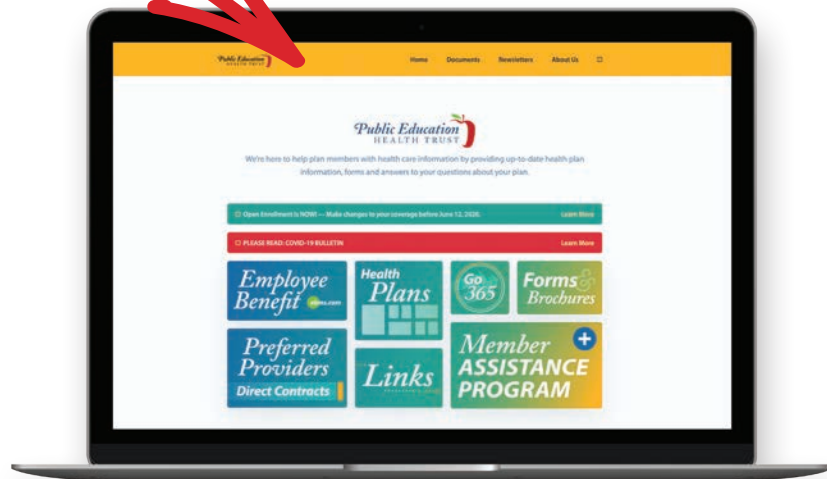 Public Education
HEALTH TRUST
Home Documents Newsletters About Us
Public Education
HEALTH TRUST
We're here to help plan members with health care information by providing up-to-date health plan
information, forms and answers to your questions about your plan.
Open Enrollment is NOW! — Make changes to your coverage before June 12, 2020. Learn More
PLEASE READ: COVID-19 BULLETIN Learn More
Employee
Benefit
Health
Plans
Go
365
Forms
Brochures
Preferred
Providers
Direct Contracts
Links
Member
ASSISTANCE
PROGRAM